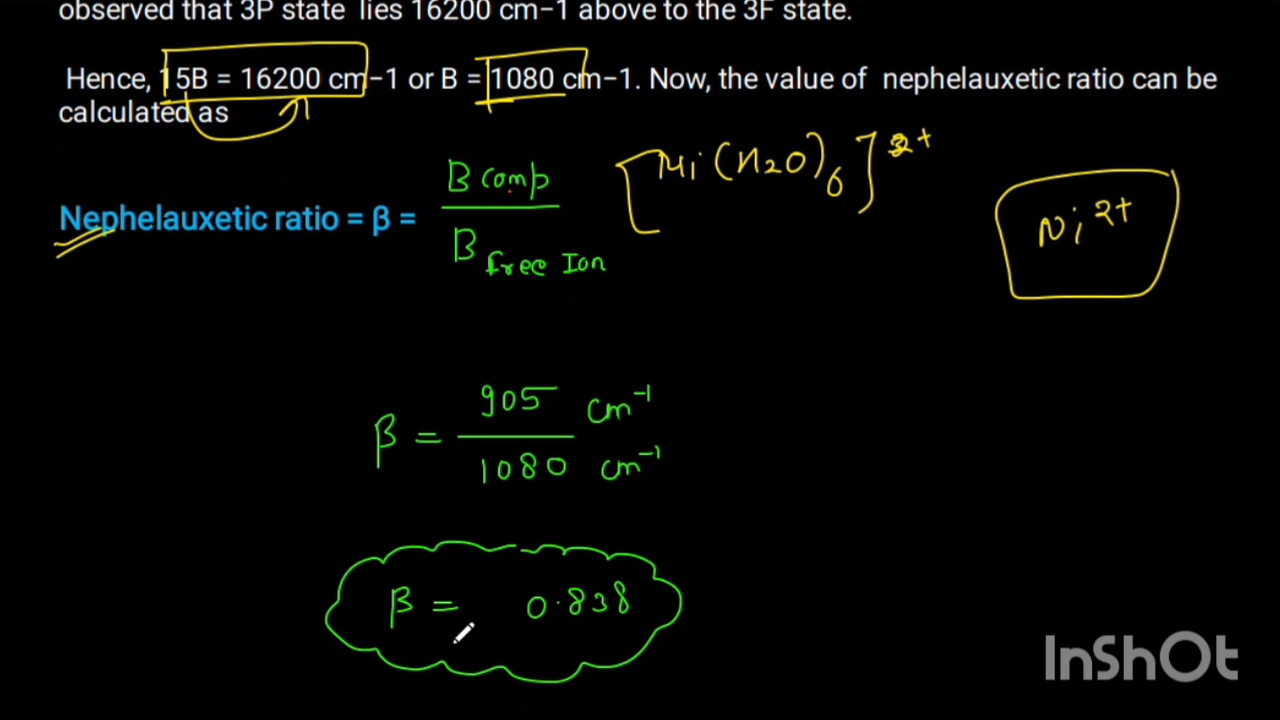 observed that 3P state lies 16200 cm−1 above to the 3F state.
Hence, 15B = 16200 cm−1 or B = 1080 cm−1. Now, the value of nephelauxetic ratio can be
calculated as
[Ni(H2O)6]2+
Ni2+
Nephelauxetic ratio = β = B comp / B free Ion
β = 905 cm-1 / 1080 cm-1
β = 0.838
InShOt